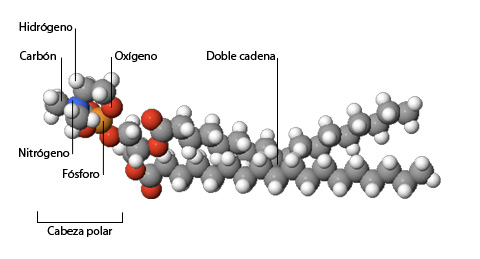 Hidrógeno
Carbón
Oxígeno
Doble cadena
Nitrógeno
Fósforo
Cabeza polar